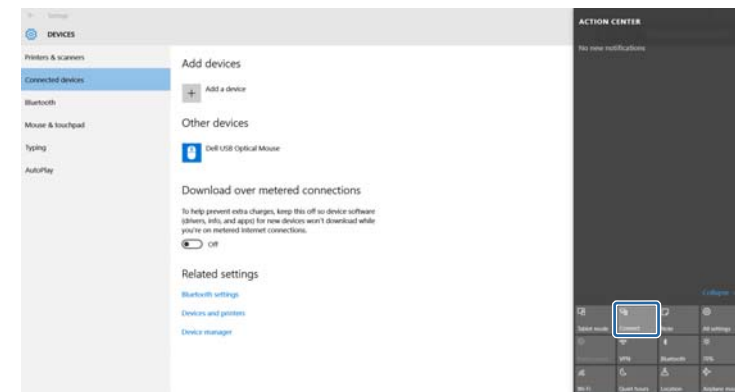 Settings
DEVICES
Printers & scanners
Connected devices
Bluetooth
Mouse & touchpad
Typing
AutoPlay
Add devices
Add a device
Other devices
Dell USB Optical Mouse
Download over metered connections
To help prevent extra charges, keep this off so device software
(drivers, info, and apps) for new devices won't download while
you're on metered Internet connections.
Off
Related settings
Bluetooth settings
Devices and printers
Device manager
ACTION CENTER
No new notifications
Collapse
Tablet mode
Connect
Note
All settings
VPN
Bluetooth
Wi-Fi
Quiet hours
Location
Airplane mode